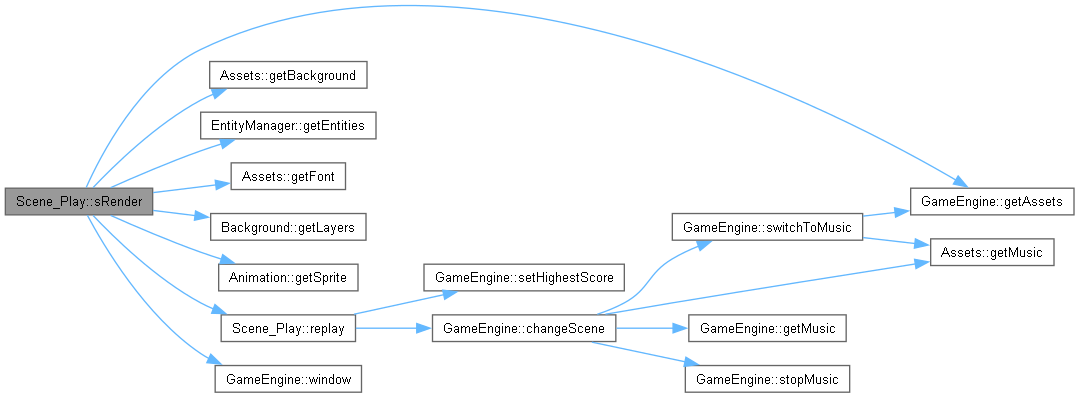 Scene_Play::sRender
Assets::getBackground
EntityManager::getEntities
Assets::getFont
Background::getLayers
Animation::getSprite
Scene_Play::replay
GameEngine::window
GameEngine::setHighestScore
GameEngine::changeScene
GameEngine::switchToMusic
GameEngine::getMusic
GameEngine::stopMusic
GameEngine::getAssets
Assets::getMusic